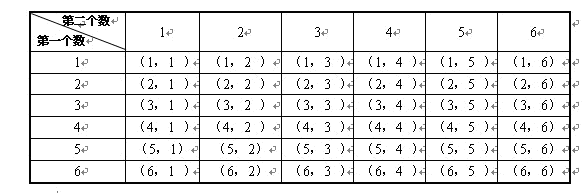 第二个数
第一个数 1 2 3 4 5 6
1 (1, 1) (1, 2) (1, 3) (1, 4) (1, 5) (1, 6)
2 (2, 1) (2, 2) (2, 3) (2, 4) (2, 5) (2, 6)
3 (3, 1) (3, 2) (3, 3) (3, 4) (3, 5) (3, 6)
4 (4, 1) (4, 2) (4, 3) (4, 4) (4, 5) (4, 6)
5 (5, 1) (5, 2) (5, 3) (5, 4) (5, 5) (5, 6)
6 (6, 1) (6, 2) (6, 3) (6, 4) (6, 5) (6, 6)